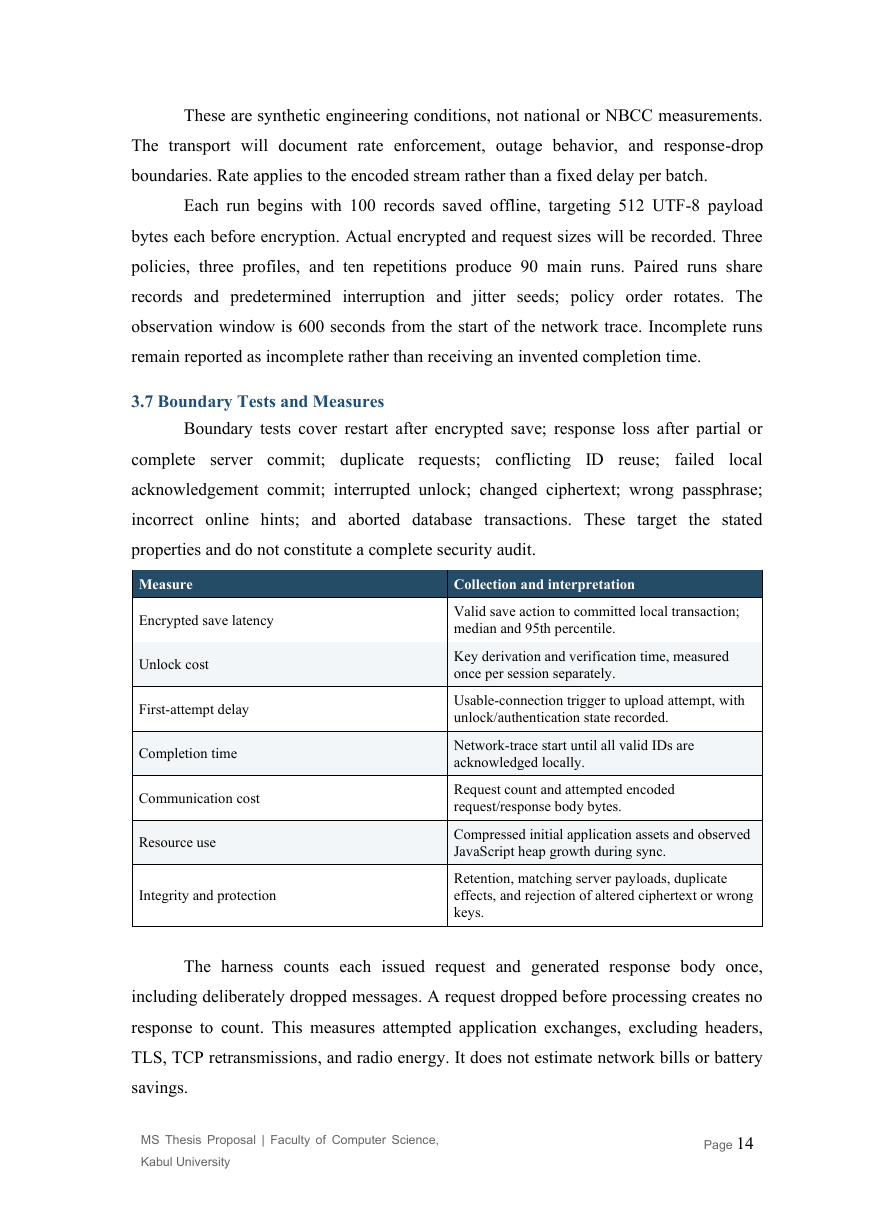 These are synthetic engineering conditions, not national or NBCC measurements.
The transport will document rate enforcement, outage behavior, and response-drop
boundaries. Rate applies to the encoded stream rather than a fixed delay per batch.
Each run begins with 100 records saved offline, targeting 512 UTF-8 payload
bytes each before encryption. Actual encrypted and request sizes will be recorded. Three
policies, three profiles, and ten repetitions produce 90 main runs. Paired runs share
records and predetermined interruption and jitter seeds; policy order rotates. The
observation window is 600 seconds from the start of the network trace. Incomplete runs
remain reported as incomplete rather than receiving an invented completion time.
3.7 Boundary Tests and Measures
Boundary tests cover restart after encrypted save; response loss after partial or
complete server commit; duplicate requests; conflicting ID reuse; failed local
acknowledgement commit; interrupted unlock; changed ciphertext; wrong passphrase;
incorrect online hints; and aborted database transactions. These target the stated
properties and do not constitute a complete security audit.
Measure
Collection and interpretation
Encrypted save latency
Valid save action to committed local transaction;
median and 95th percentile.
Unlock cost
Key derivation and verification time, measured
once per session separately.
First-attempt delay
Usable-connection trigger to upload attempt, with
unlock/authentication state recorded.
Completion time
Network-trace start until all valid IDs are
acknowledged locally.
Communication cost
Request count and attempted encoded
request/response body bytes.
Resource use
Compressed initial application assets and observed
JavaScript heap growth during sync.
Integrity and protection
Retention, matching server payloads, duplicate
effects, and rejection of altered ciphertext or wrong
keys.
The harness counts each issued request and generated response body once,
including deliberately dropped messages. A request dropped before processing creates no
response to count. This measures attempted application exchanges, excluding headers,
TLS, TCP retransmissions, and radio energy. It does not estimate network bills or battery
savings.
MS Thesis Proposal | Faculty of Computer Science,
Kabul University
Page 14